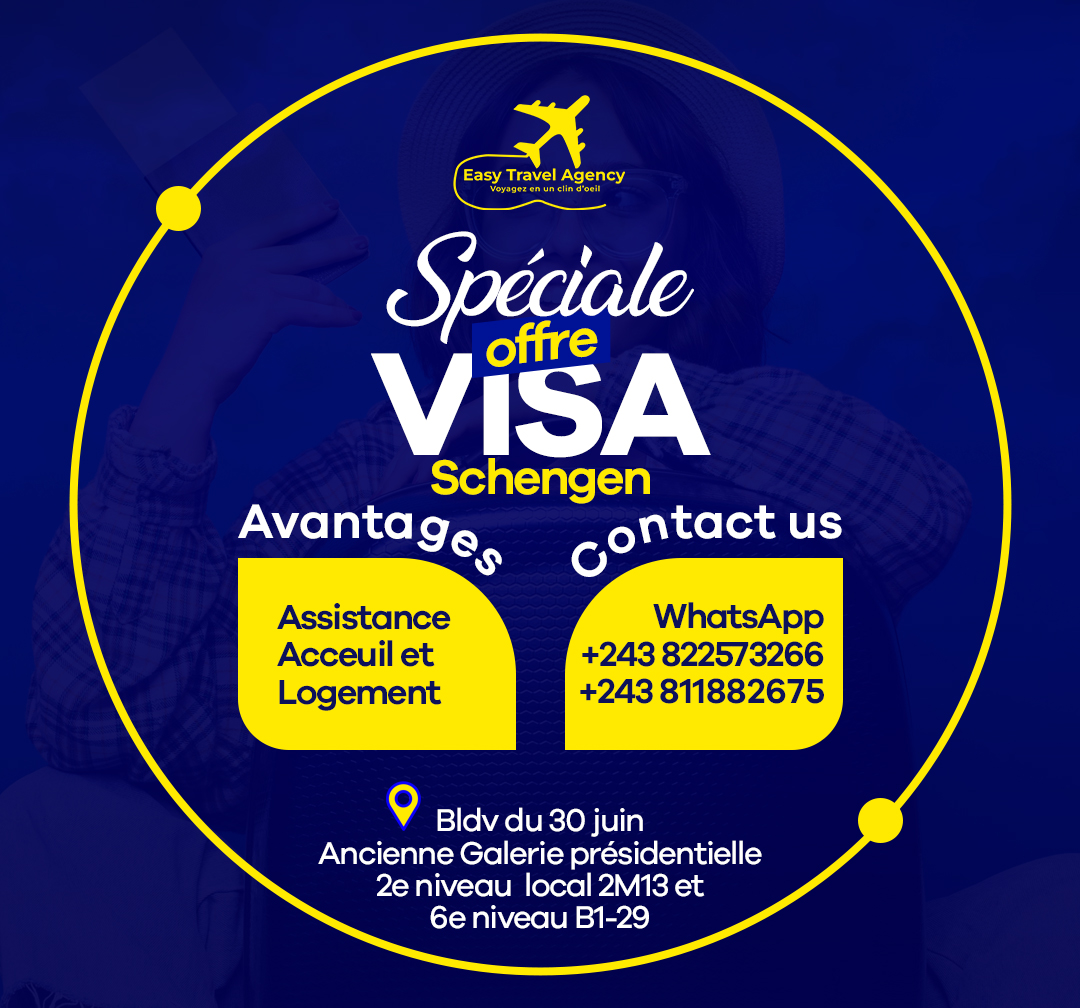 Easy Travel Agency
Voyagez en un clin d'oeil
Spéciale
offre
ViSA
Schengen
Avantages
Assistance
Acceuil et
Logement
Contact us
WhatsApp
+243 822573266
+243 811882675
Bldv du 30 juin
Ancienne Galerie présidentielle
2e niveau local 2M13 et
6e niveau B1-29